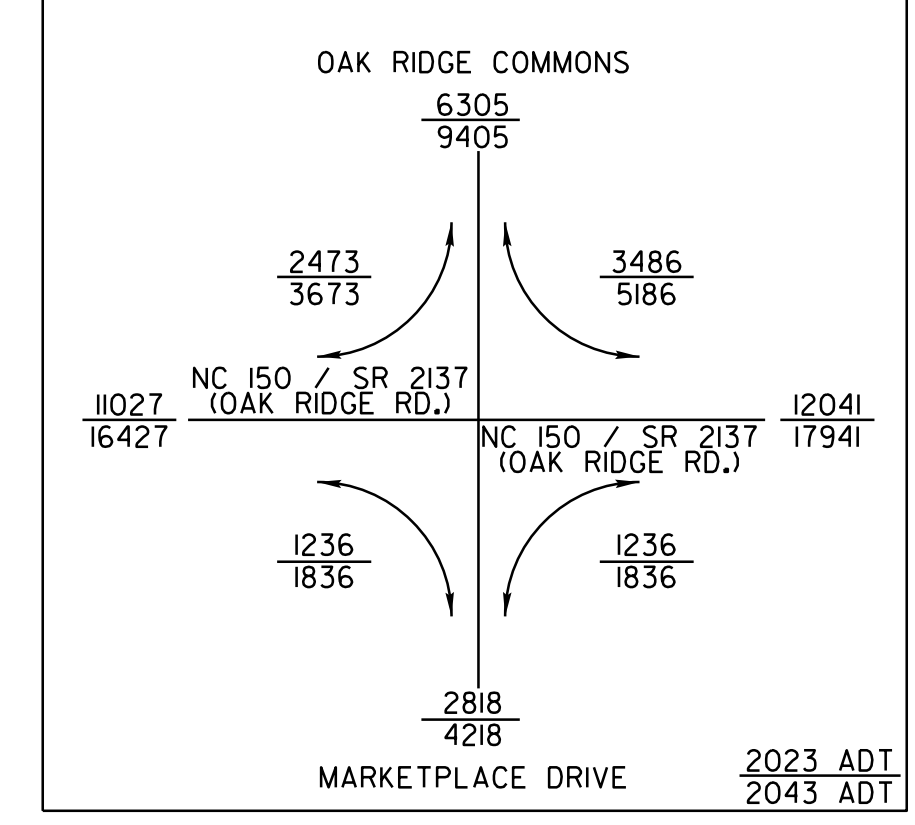 OAK RIDGE COMMONS
6305
9405
2473
3673
3486
5186
NC 150 / SR 2137
(OAK RIDGE RD.)
11027
16427
12041
17941
NC 150 / SR 2137
(OAK RIDGE RD.)
1236
1836
1236
1836
2818
4218
MARKETPLACE DRIVE
2023 ADT
2043 ADT